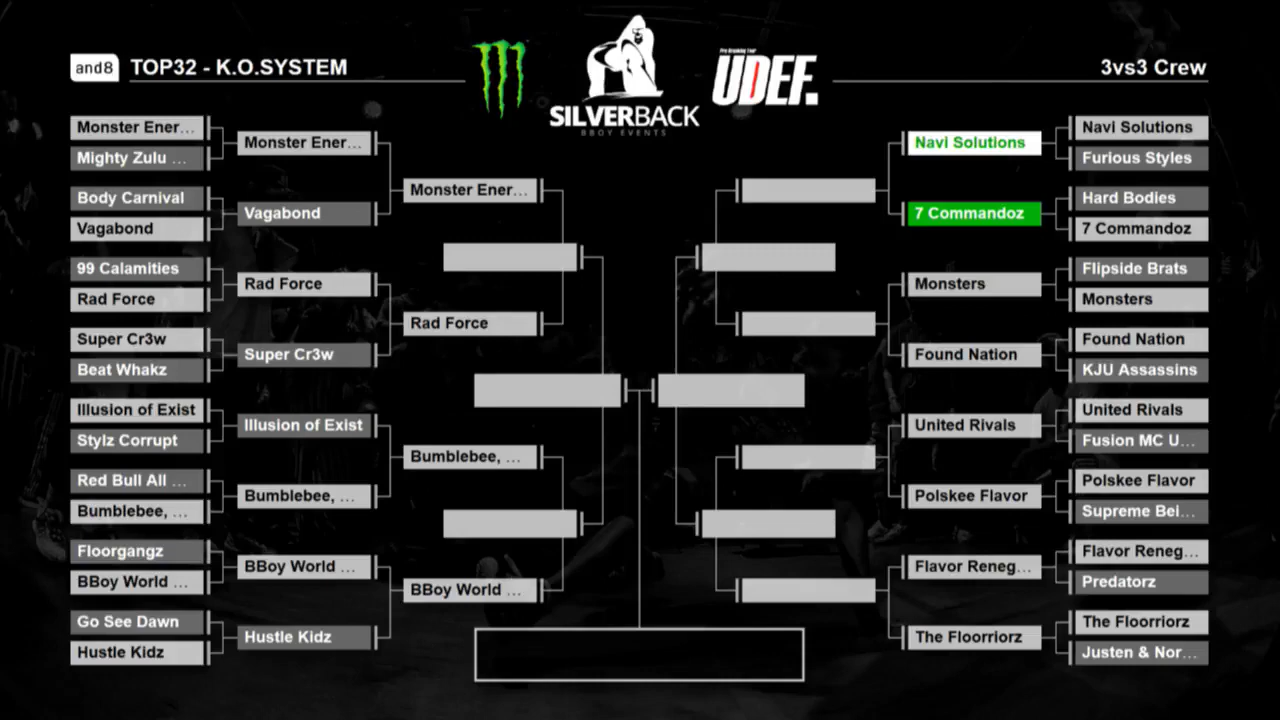 and8 TOP32 - K.O.SYSTEM
SILVERBACK
BBOY EVENTS
Pro Breaking Tour
UDEF.
3vs3 Crew
Monster Ener...
Mighty Zulu ...
Body Carnival
Vagabond
99 Calamities
Rad Force
Super Cr3w
Beat Whakz
Illusion of Exist
Stylz Corrupt
Red Bull All ...
Bumblebee, ...
Floorgangz
BBoy World ...
Go See Dawn
Hustle Kidz
Monster Ener...
Vagabond
Rad Force
Super Cr3w
Illusion of Exist
Bumblebee, ...
BBoy World ...
Hustle Kidz
Monster Ener...
Rad Force
Bumblebee, ...
BBoy World ...
Navi Solutions
7 Commandoz
Monsters
Found Nation
United Rivals
Polskee Flavor
Flavor Reneg...
The Floorriorz
Navi Solutions
Furious Styles
Hard Bodies
7 Commandoz
Flipside Brats
Monsters
Found Nation
KJU Assassins
United Rivals
Fusion MC U...
Polskee Flavor
Supreme Bei...
Flavor Reneg...
Predatorz
The Floorriorz
Justen & Nor...